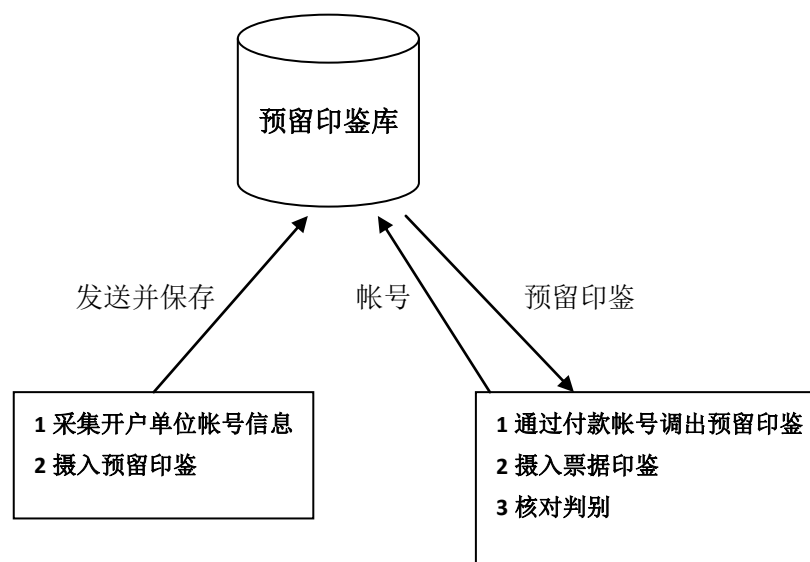 预留印鉴库
发送并保存
帐号
预留印鉴
1 采集开户单位帐号信息
2 摄入预留印鉴
1 通过付款帐号调出预留印鉴
2 摄入票据印鉴
3 核对判别